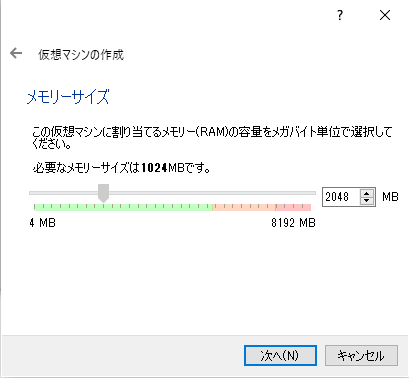 ?
仮想マシンの作成
メモリーサイズ
この仮想マシンに割り当てるメモリー(RAM)の容量をメガバイト単位で選択して
ください。
必要なメモリーサイズは1024MBです。
2048 MB
4 MB 8192 MB
次へ(N) キャンセル